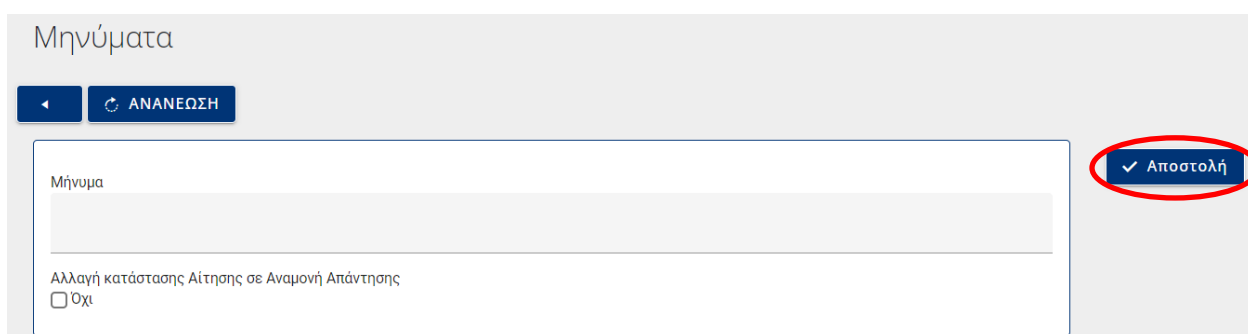 Μηνύματα
ΑΝΑΝΕΩΣΗ
Αποστολή
Μήνυμα
Αλλαγή κατάστασης Αίτησης σε Αναμονή Απάντησης
Όχι